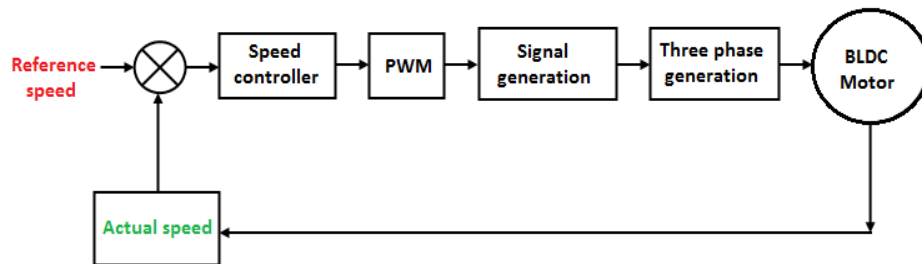 Reference
speed
Speed
controller
PWM
Signal
generation
Three phase
generation
BLDC
Motor
Actual speed